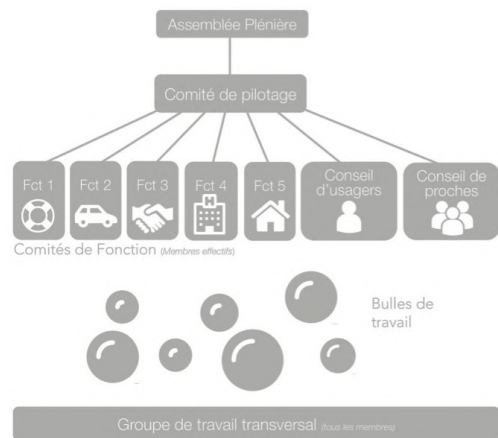 Assemblée Plénière
Comité de pilotage
Fct 1
Fct 2
Fct 3
Fct 4
Fct 5
Conseil
d'usagers
Conseil de
proches
H
Comités de Fonction (Membres effectifs)
Bulles de
travail
Groupe de travail transversal (tous les membres)